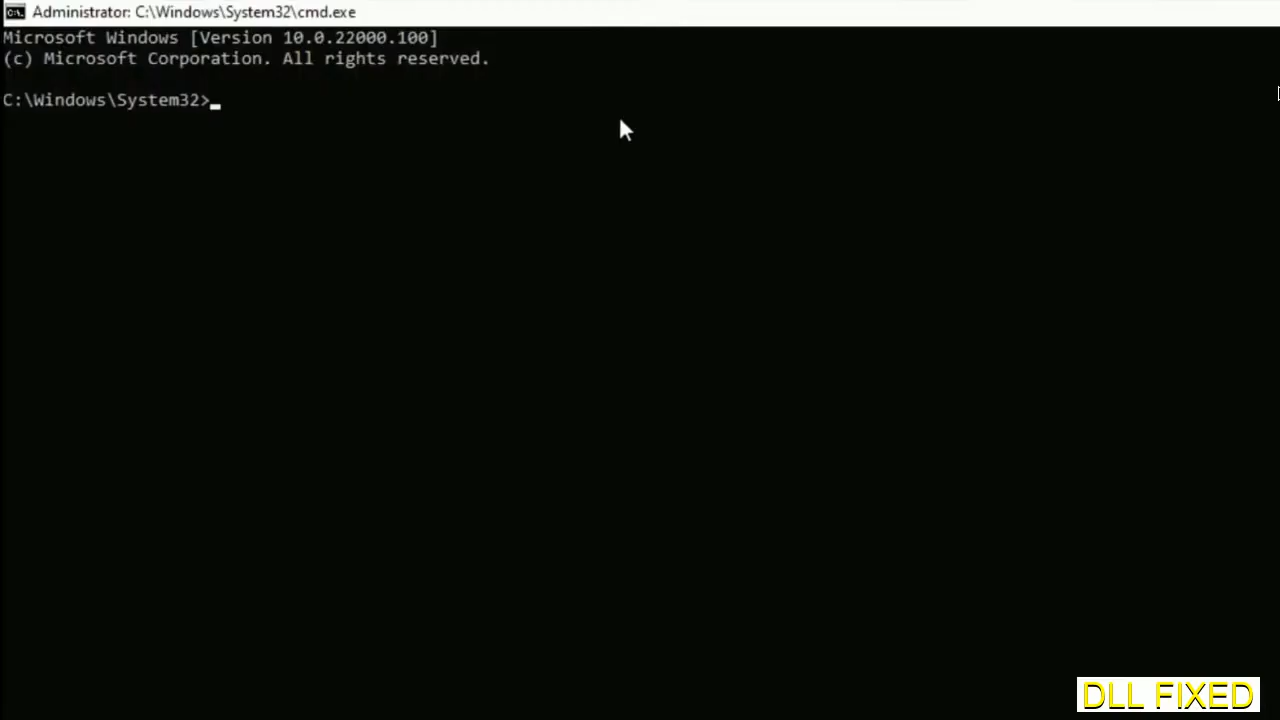 Administrator: C:\Windows\System32\cmd.exe
Microsoft Windows [Version 10.0.22000.100]
(c) Microsoft Corporation. All rights reserved.
C:\Windows\System32>
DLL FIXED